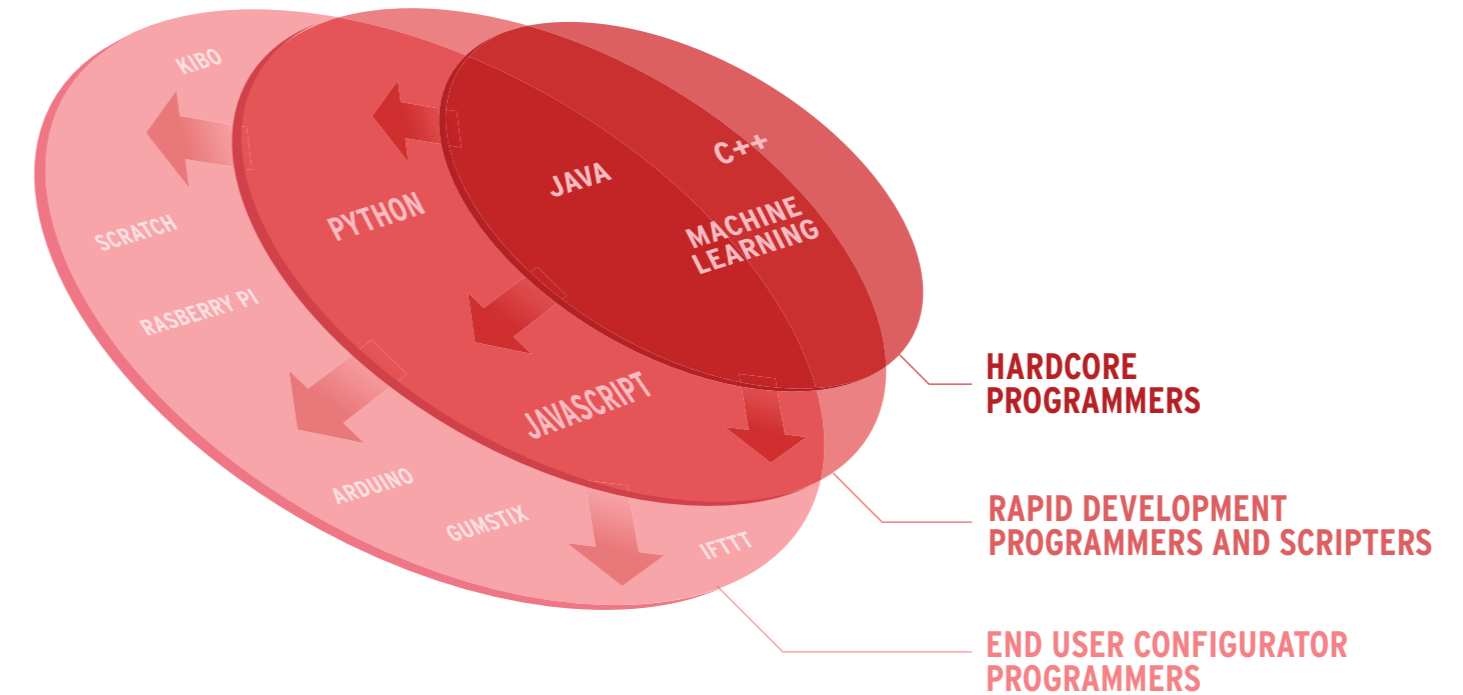 KIBO
C++
JAVA
PYTHON
MACHINE
LEARNING
SCRATCH
RASBERRY PI
JAVASCRIPT
ARDUINO
GUMSTIX
IFTTT
HARDCORE
PROGRAMMERS
RAPID DEVELOPMENT
PROGRAMMERS AND SCRIPTERS
END USER CONFIGURATOR
PROGRAMMERS